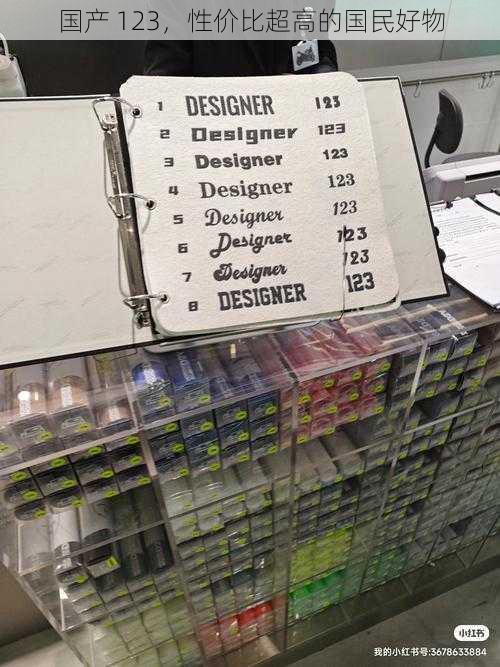 国产 123，性价比超高的国民好物
1 DESIGNER 123
2 Designer 123
3 Designer 123
4 Designer 123
5 Designer 123
6 Designer 123
7 Designer 123
8 DESIGNER 123
小红书
我的小红书号:3678633884